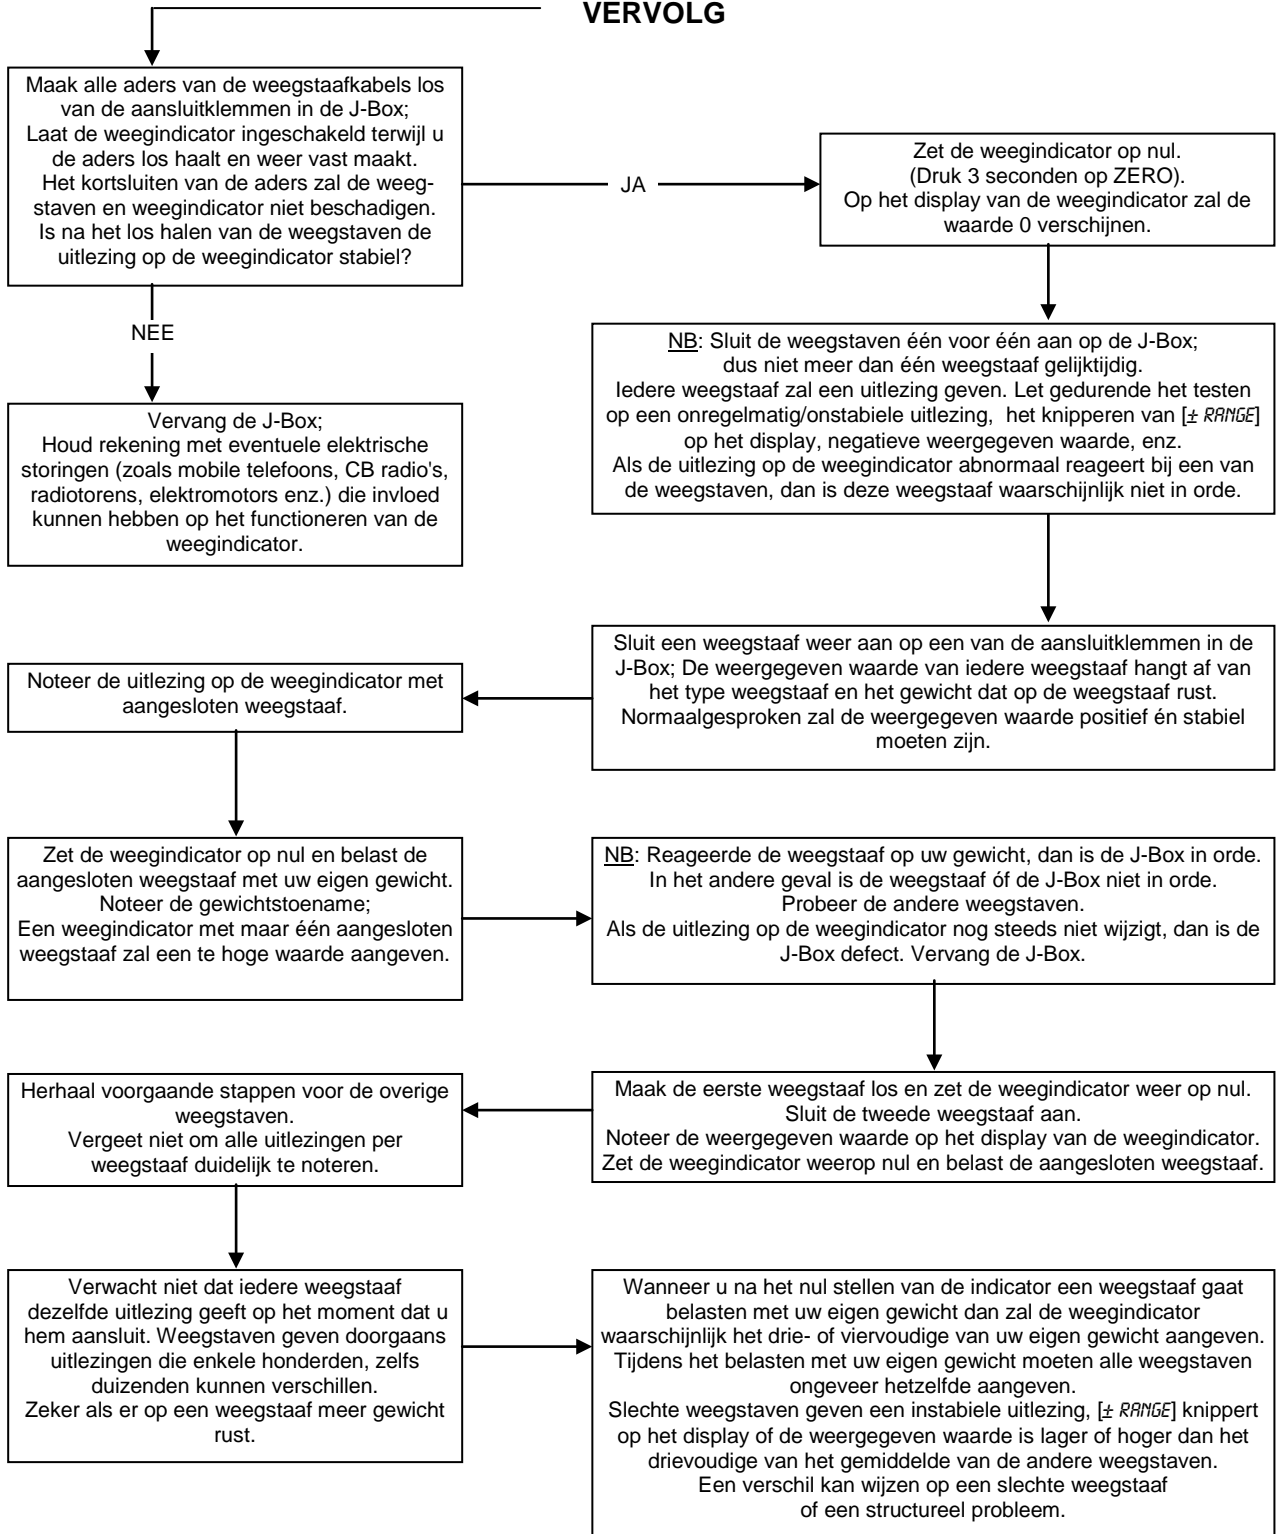 VERVOLG
Maak alle aders van de weegstaafkabels los
van de aansluitklemmen in de J-Box;
Laat de weegindicator ingeschakeld terwijl u
de aders los haalt en weer vast maakt.
Het kortsluiten van de aders zal de weeg-
staven en weegindicator niet beschadigen.
Is na het los halen van de weegstaven de
uitlezing op de weegindicator stabiel?
JA
Zet de weegindicator op nul.
(Druk 3 seconden op ZERO).
Op het display van de weegindicator zal de
waarde 0 verschijnen.
NEE
Vervang de J-Box;
Houd rekening met eventuele elektrische
storingen (zoals mobile telefoons, CB radio's,
radiotorens, elektromotors enz.) die invloed
kunnen hebben op het functioneren van de
weegindicator.
NB: Sluit de weegstaven één voor één aan op de J-Box;
dus niet meer dan één weegstaaf gelijktijdig.
Iedere weegstaaf zal een uitlezing geven. Let gedurende het testen
op een onregelmatig/onstabiele uitlezing, het knipperen van [± RANGE]
op het display, negatieve weergegeven waarde, enz.
Als de uitlezing op de weegindicator abnormaal reageert bij een van
de weegstaven, dan is deze weegstaaf waarschijnlijk niet in orde.
Sluit een weegstaaf weer aan op een van de aansluitklemmen in de
J-Box; De weergegeven waarde van iedere weegstaaf hangt af van
het type weegstaaf en het gewicht dat op de weegstaaf rust.
Normaalgesproken zal de weergegeven waarde positief én stabiel
moeten zijn.
Noteer de uitlezing op de weegindicator met
aangesloten weegstaaf.
Zet de weegindicator op nul en belast de
aangesloten weegstaaf met uw eigen gewicht.
Noteer de gewichtstoename;
Een weegindicator met maar één aangesloten
weegstaaf zal een te hoge waarde aangeven.
NB: Reageerde de weegstaaf op uw gewicht, dan is de J-Box in orde.
In het andere geval is de weegstaaf óf de J-Box niet in orde.
Probeer de andere weegstaven.
Als de uitlezing op de weegindicator nog steeds niet wijzigt, dan is de
J-Box defect. Vervang de J-Box.
Maak de eerste weegstaaf los en zet de weegindicator weer op nul.
Sluit de tweede weegstaaf aan.
Noteer de weergegeven waarde op het display van de weegindicator.
Zet de weegindicator weerop nul en belast de aangesloten weegstaaf.
Herhaal voorgaande stappen voor de overige
weegstaven.
Vergeet niet om alle uitlezingen per
weegstaaf duidelijk te noteren.
Verwacht niet dat iedere weegstaaf
dezelfde uitlezing geeft op het moment dat u
hem aansluit. Weegstaven geven doorgaans
uitlezingen die enkele honderden, zelfs
duizenden kunnen verschillen.
Zeker als er op een weegstaaf meer gewicht
rust.
Wanneer u na het nul stellen van de indicator een weegstaaf gaat
belasten met uw eigen gewicht dan zal de weegindicator
waarschijnlijk het drie- of viervoudige van uw eigen gewicht aangeven.
Tijdens het belasten met uw eigen gewicht moeten alle weegstaven
ongeveer hetzelfde aangeven.
Slechte weegstaven geven een instabiele uitlezing, [± RANGE] knippert
op het display of de weergegeven waarde is lager of hoger dan het
drievoudige van het gemiddelde van de andere weegstaven.
Een verschil kan wijzen op een slechte weegstaaf
of een structureel probleem.